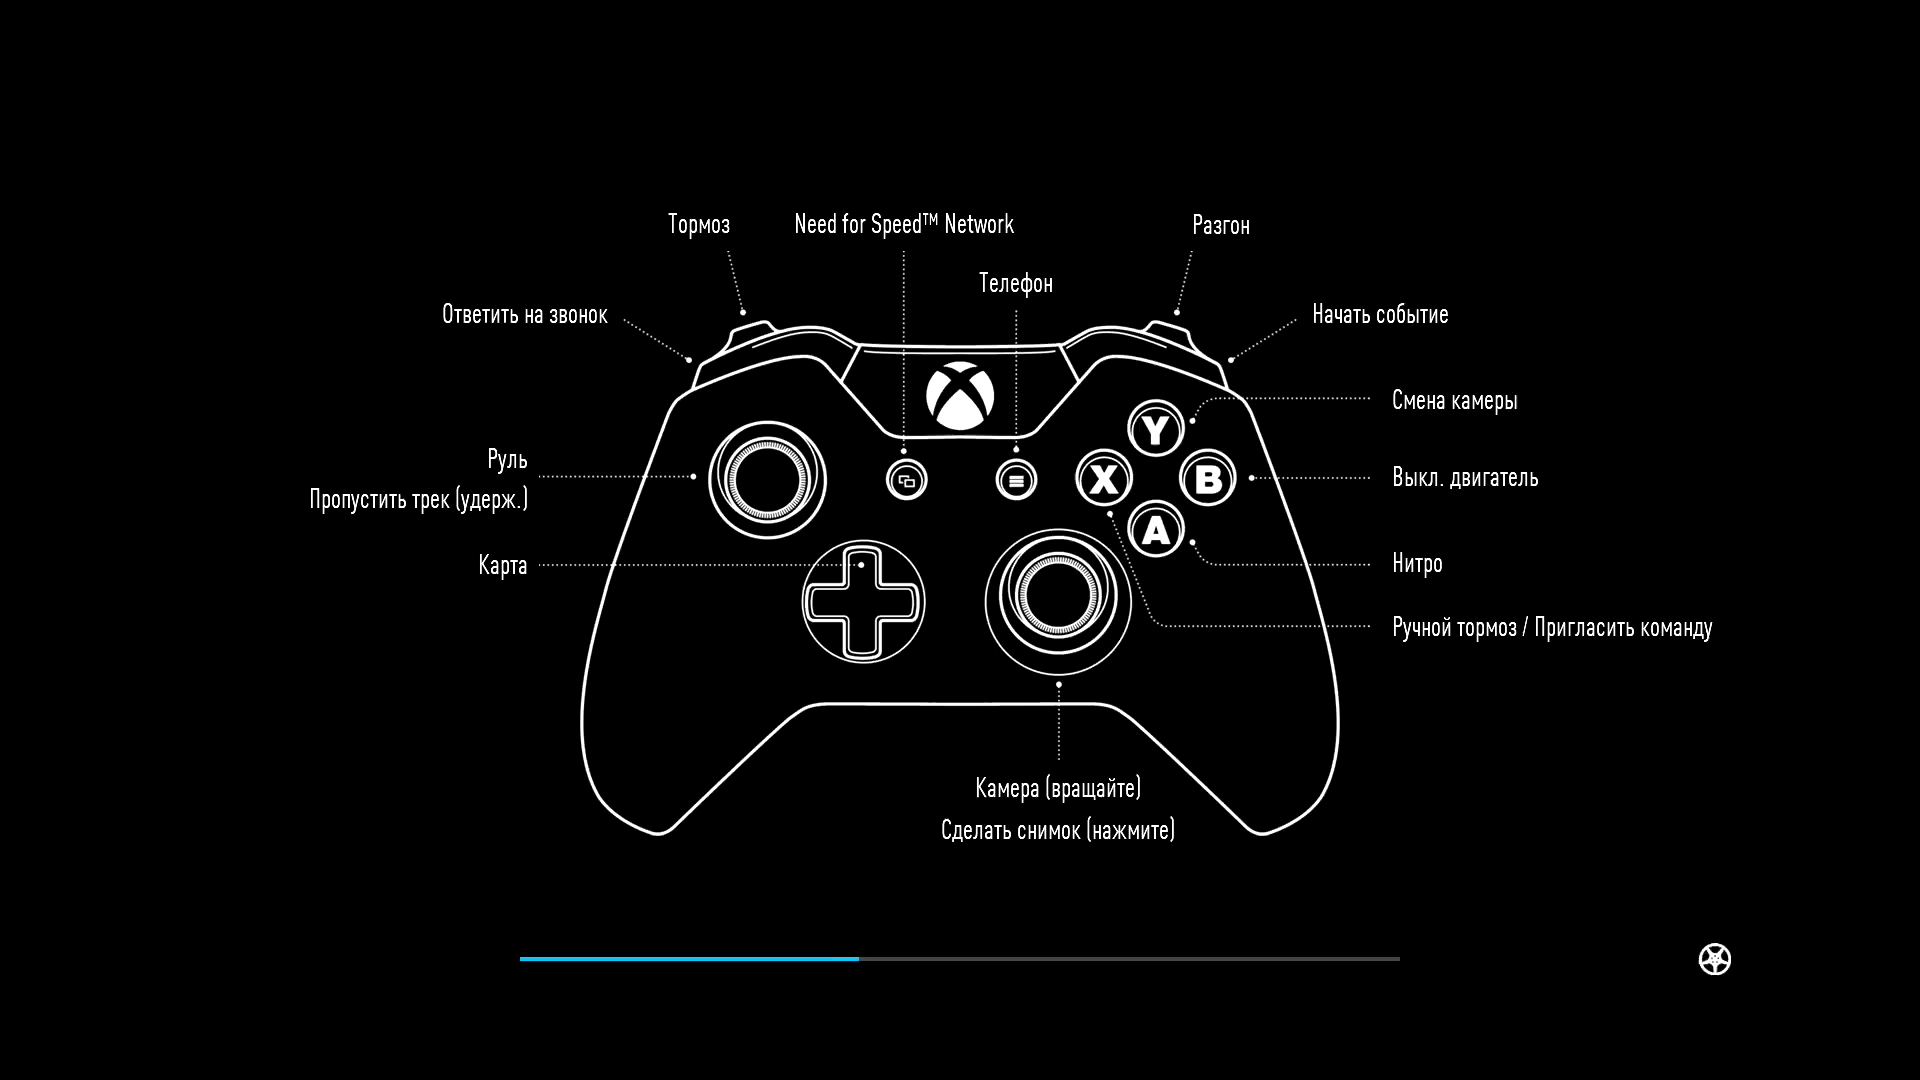 Тормоз
Need for Speed™ Network
Разгон
Телефон
Ответить на звонок
Начать событие
Смена камеры
Y
Руль
X
B
Выкл. двигатель
Пропустить трек (удерж.)
A
Карта
Нитро
Ручной тормоз / Пригласить команду
Камера (вращайте)
Сделать снимок (нажмите)